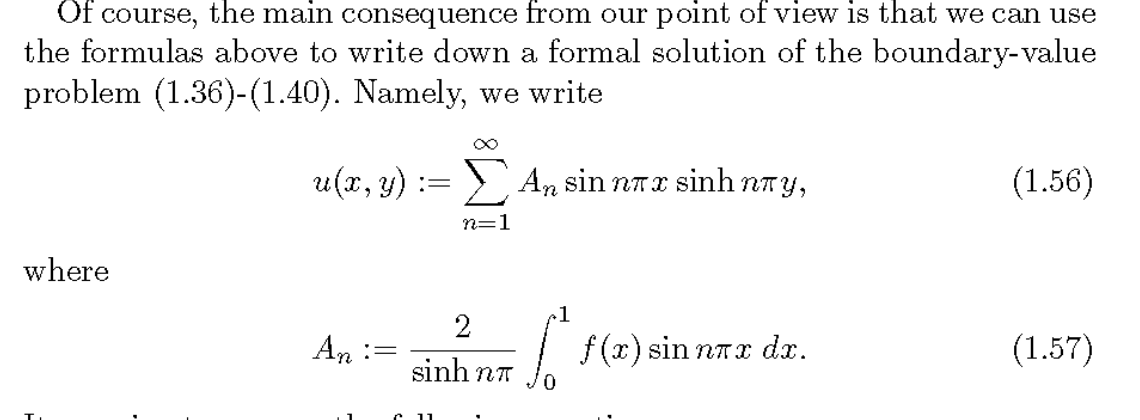 Of course, the main consequence from our point of view is that we can use
the formulas above to write down a formal solution of the boundary-value
problem (1.36)-(1.40). Namely, we write
u(x, y) := ∑_{n=1}^{∞} A_n sin nπx sinh nπy, (1.56)
where
A_n := \frac{2}{sinh nπ} ∫_0^1 f(x) sin nπx dx. (1.57)